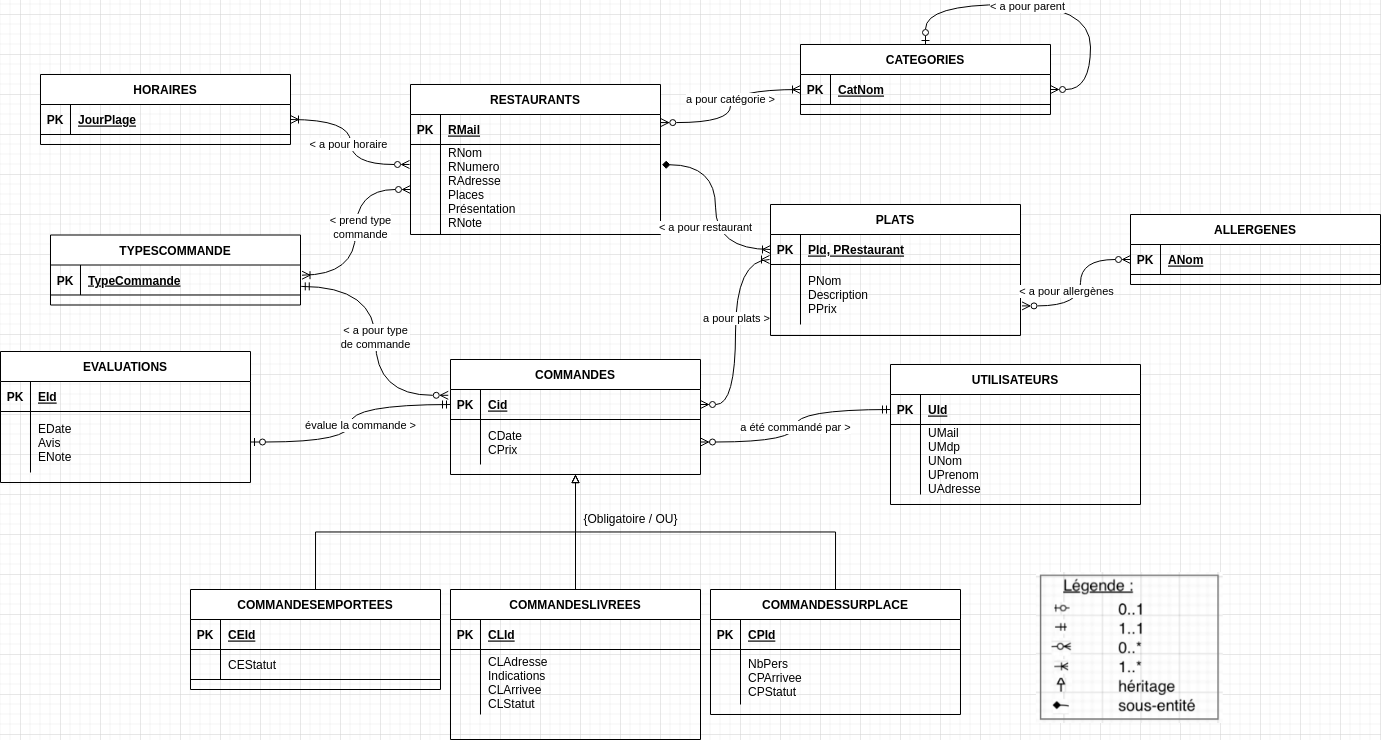 < a pour parent
CATEGORIES
PK CatNom
HORAIRES
PK JourPlage
RESTAURANTS
PK RMail
RNom
RNumero
RAdresse
Places
Présentation
RNote
a pour catégorie >
< a pour horaire
< prend type
commande
< a pour restaurant
PLATS
PK PId, PRestaurant
PNom
Description
PPrix
ALLERGENES
PK ANom
< a pour allergènes
TYPESCOMMANDE
PK TypeCommande
< a pour type
de commande
a pour plats >
EVALUATIONS
PK EId
EDate
Avis
ENote
évalue la commande >
COMMANDES
PK Cid
CDate
CPrix
a été commandé par >
UTILISATEURS
PK UId
UMail
UMdp
UNom
UPrenom
UAdresse
{Obligatoire / OU}
COMMANDESEMPORTEES
PK CEId
CEStatut
COMMANDESLIVREES
PK CLId
CLAdresse
Indications
CLArrivee
CLStatut
COMMANDESSURPLACE
PK CPId
NbPers
CPArrivee
CPStatut
Légende :
0..1
1..1
0..*
1..*
héritage
sous-entité